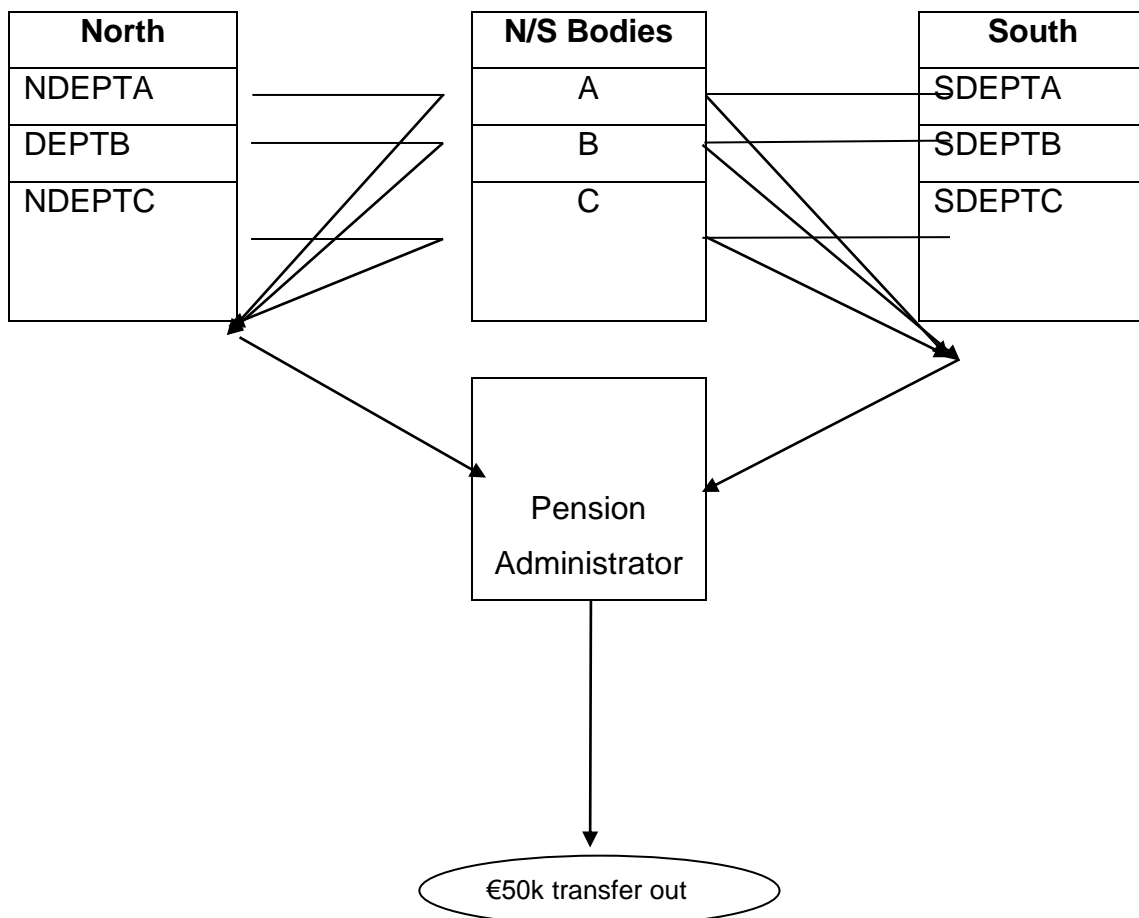 North
N/S Bodies
South
NDEPTA
A
SDEPTA
DEPTB
B
SDEPTB
NDEPTC
C
SDEPTC
Pension
Administrator
€50k transfer out